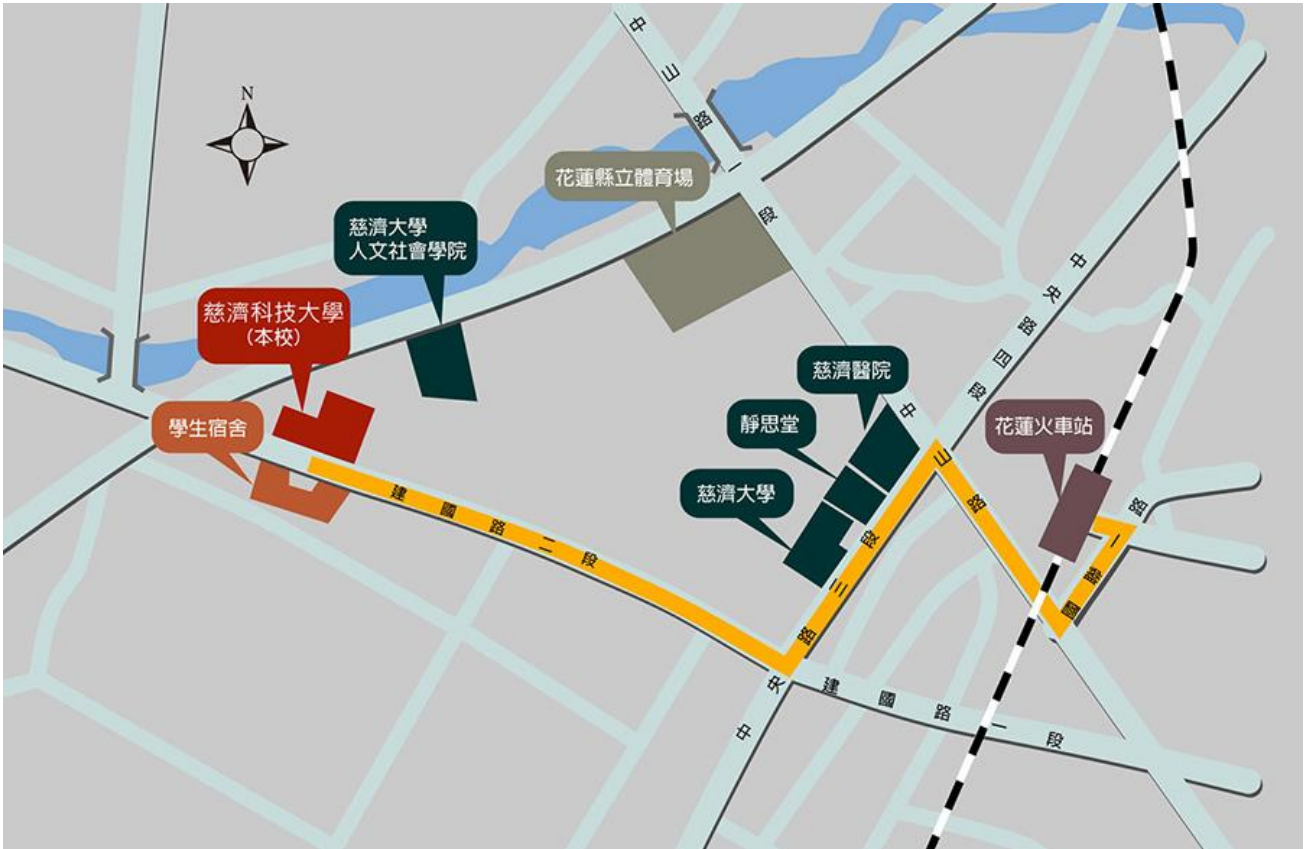 N
中山路一段
花蓮縣立體育場
慈濟大學
人文社會學院
慈濟科技大學
(本校)
學生宿舍
中央路四段
慈濟醫院
靜思堂
慈濟大學
花蓮火車站
中山路
國聯一路
中央路三段
建國路二段
建國路一段